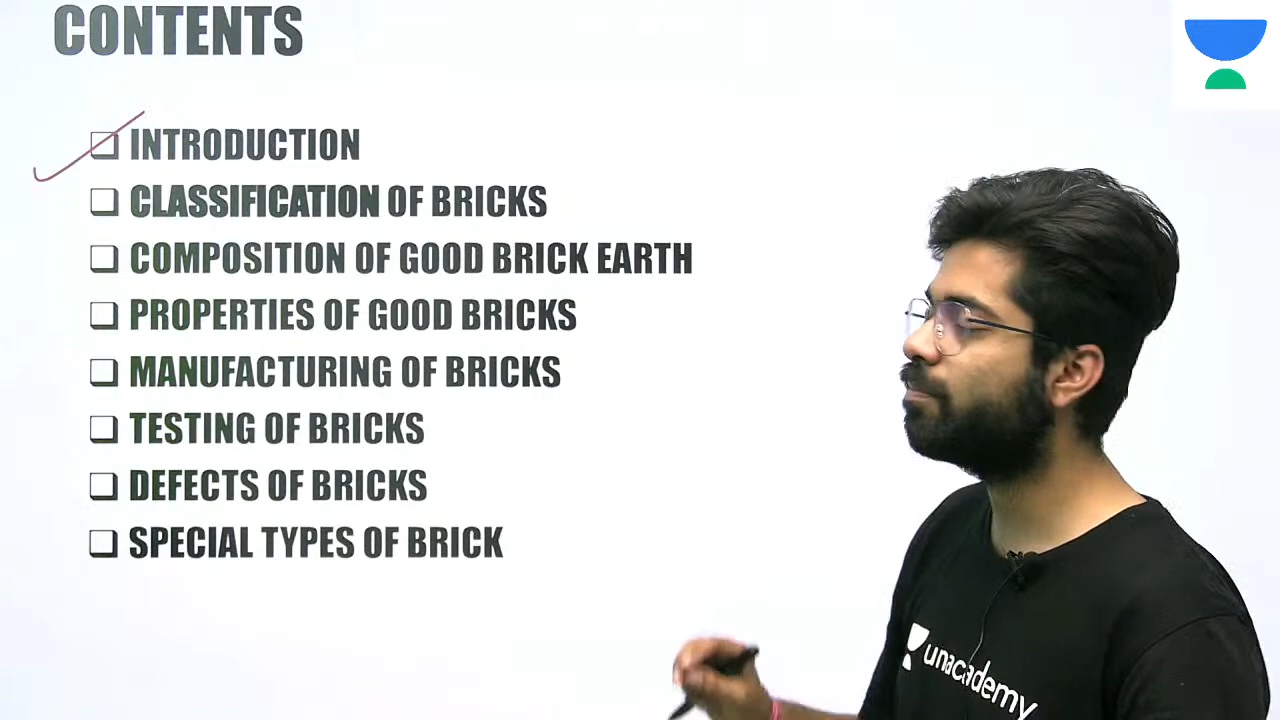 CONTENTS
INTRODUCTION
CLASSIFICATION OF BRICKS
COMPOSITION OF GOOD BRICK EARTH
PROPERTIES OF GOOD BRICKS
MANUFACTURING OF BRICKS
TESTING OF BRICKS
DEFECTS OF BRICKS
SPECIAL TYPES OF BRICK
unacademy